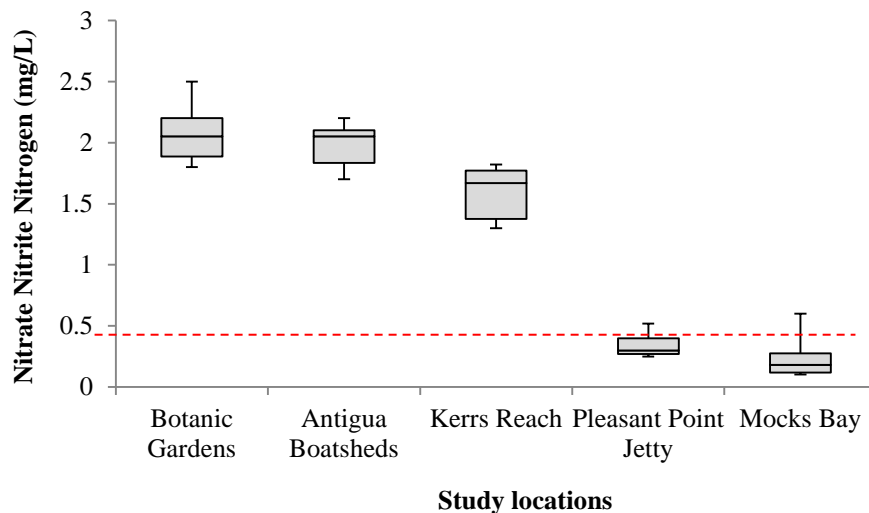 Nitrate Nitrite Nitrogen (mg/L)
3
2.5
2
1.5
1
0.5
0
Botanic
Gardens
Antigua
Boatsheds
Kerrs Reach
Pleasant Point
Jetty
Mocks Bay
Study locations